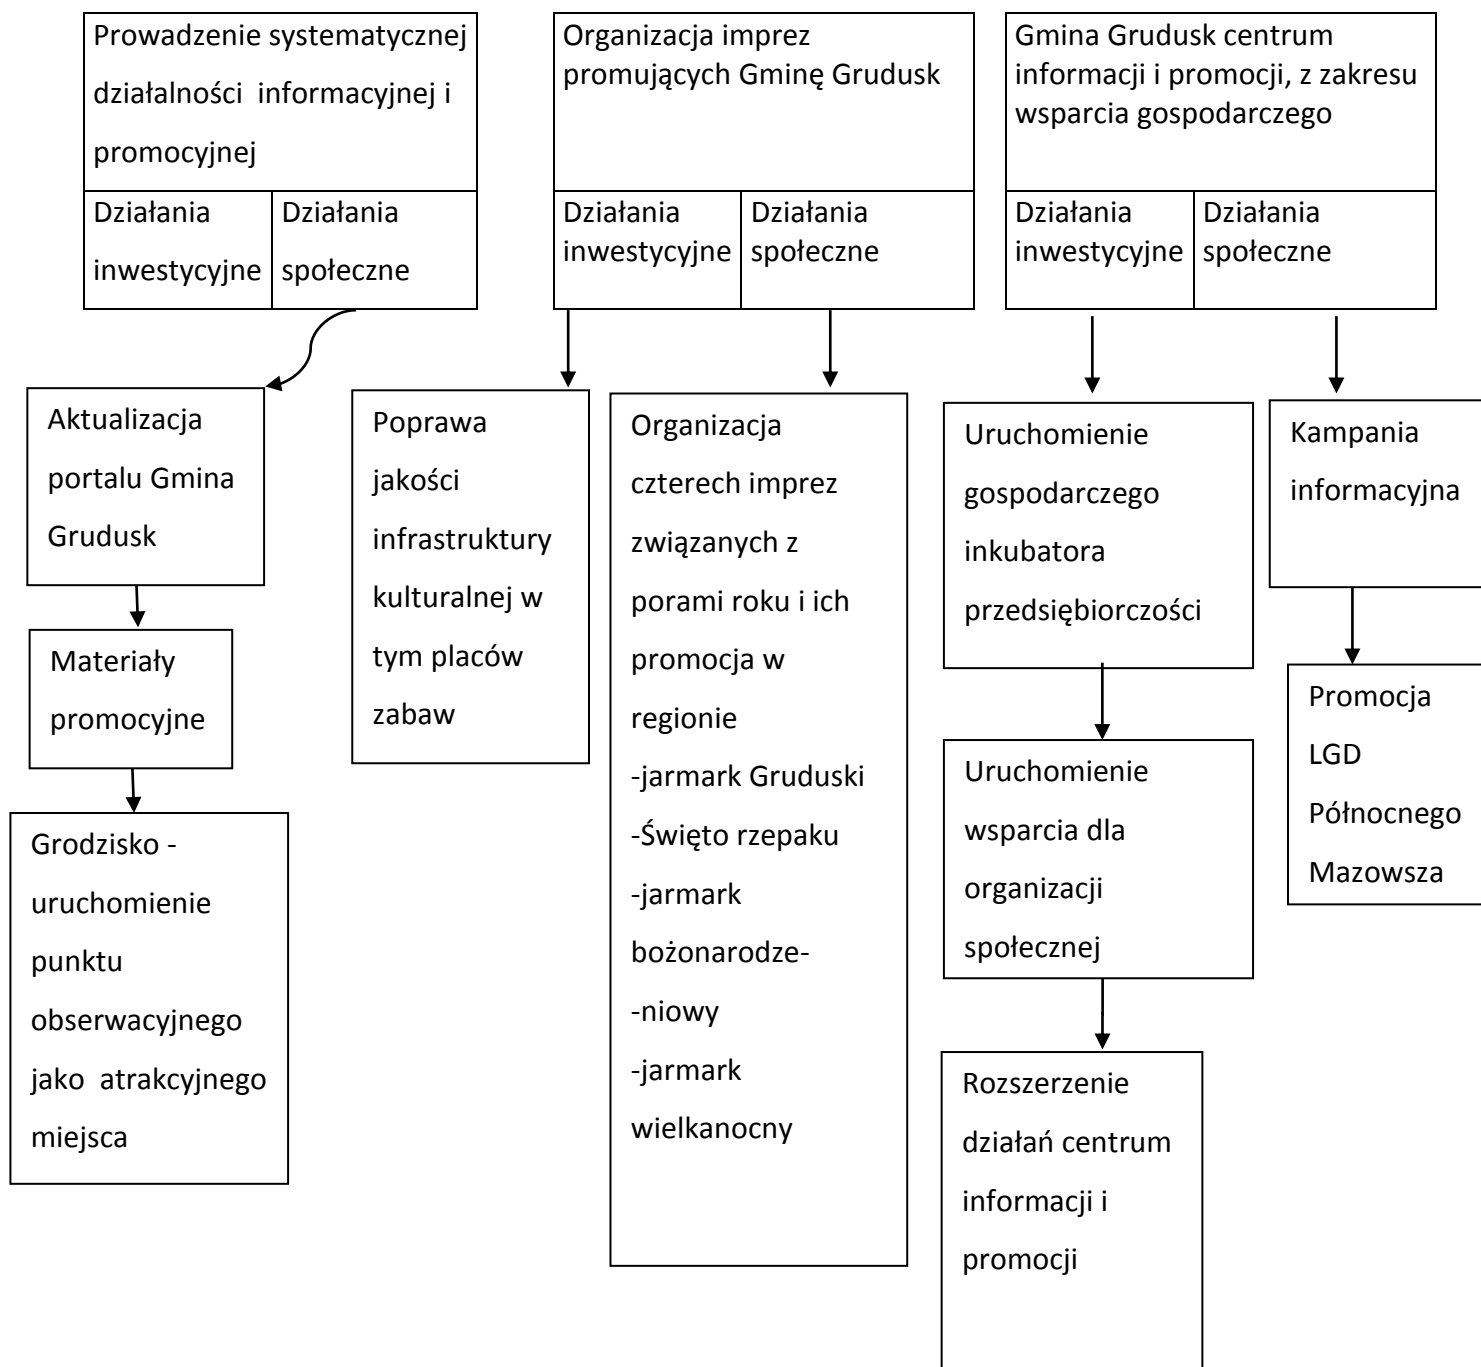 Prowadzenie systematycznej
działalności informacyjnej i
promocyjnej
Działania
inwestycyjne
Działania
społeczne
Organizacja imprez
promujących Gminę Grudusk
Działania
inwestycyjne
Działania
społeczne
Gmina Grudusk centrum
informacji i promocji, z zakresu
wsparcia gospodarczego
Działania
inwestycyjne
Działania
społeczne
Aktualizacja
portalu Gmina
Grudusk
Materiały
promocyjne
Grodzisko -
uruchomienie
punktu
obserwacyjnego
jako atrakcyjnego
miejsca
Poprawa
jakości
infrastruktury
kulturalnej w
tym placów
zabaw
Organizacja
czterech imprez
związanych z
porami roku i ich
promocja w
regionie
-jarmark Gruduski
-Święto rzepaku
-jarmark
bożonarodze-
-niowy
-jarmark
wielkanocny
Uruchomienie
gospodarczego
inkubatora
przedsiębiorczości
Uruchomienie
wsparcia dla
organizacji
społecznej
Rozszerzenie
działań centrum
informacji i
promocji
Kampania
informacyjna
Promocja
LGD
Północnego
Mazowsza